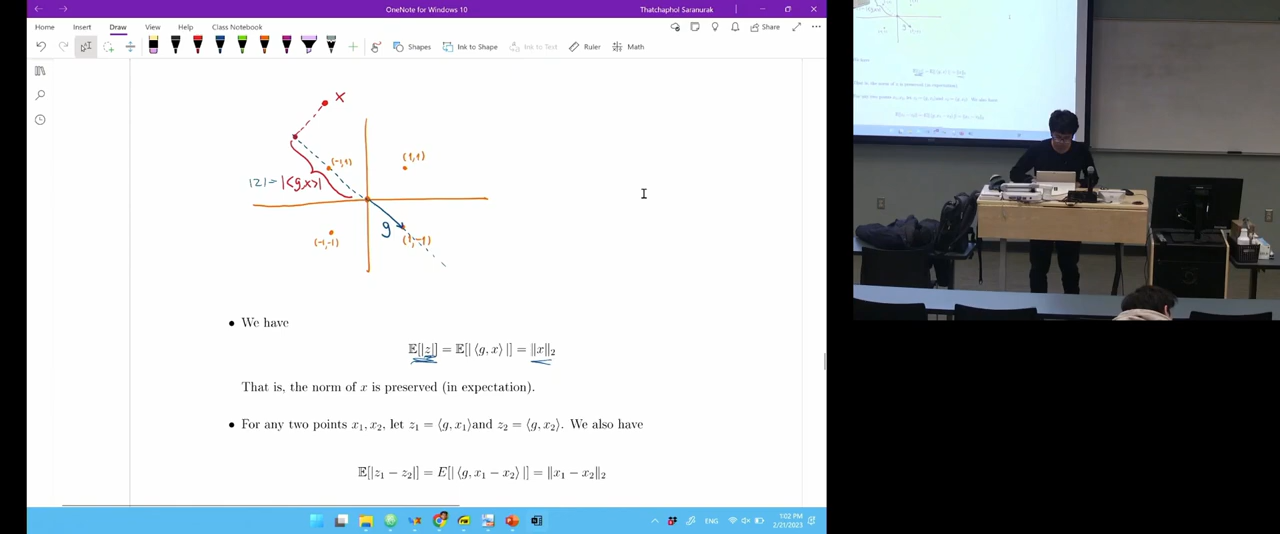 OneNote for Windows 10
Thatchaphol Saranurak
Home Insert Draw View Help Class Notebook
Share
Shapes Ink to Shape Ink to Text Ruler Math
x
(-1,1)
(1,1)
|z| = |<g,x>|
g
(-1,-1)
(1,-1)
• We have
𝔼[|z|] = 𝔼[| ⟨g, x⟩ |] = ‖x‖₂
That is, the norm of x is preserved (in expectation).
• For any two points x₁, x₂, let z₁ = ⟨g, x₁⟩and z₂ = ⟨g, x₂⟩. We also have
𝔼[|z₁ − z₂|] = E[| ⟨g, x₁ − x₂⟩ |] = ‖x₁ − x₂‖₂
ENG
1:02 PM
2/21/2023